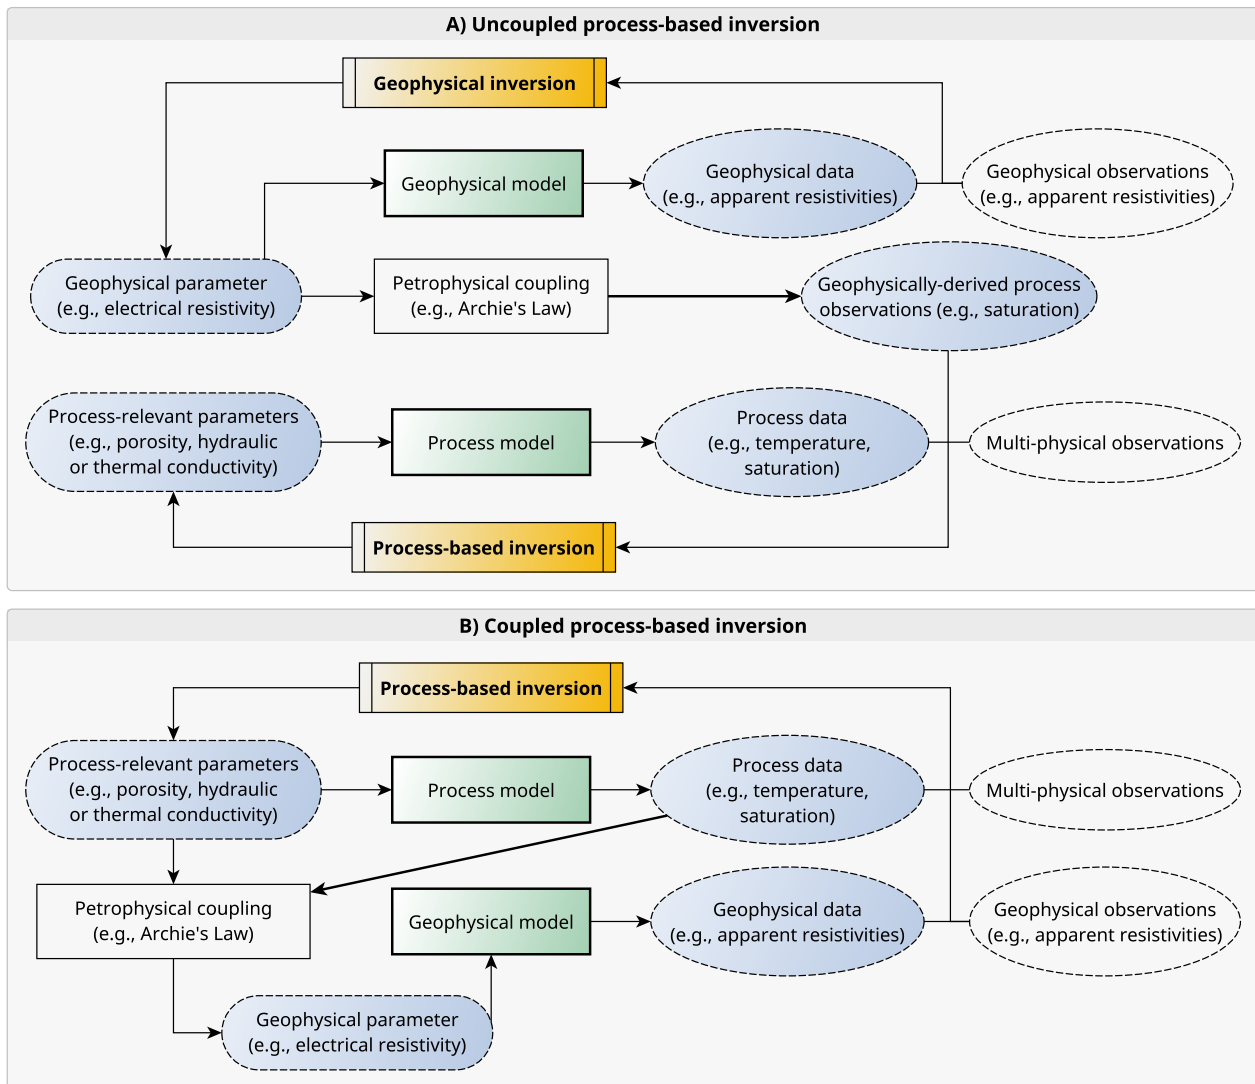 A) Uncoupled process-based inversion
Geophysical inversion
Geophysical model
Geophysical data
(e.g., apparent resistivities)
Geophysical observations
(e.g., apparent resistivities)
Geophysical parameter
(e.g., electrical resistivity)
Petrophysical coupling
(e.g., Archie's Law)
Geophysically-derived process
observations (e.g., saturation)
Process-relevant parameters
(e.g., porosity, hydraulic
or thermal conductivity)
Process model
Process data
(e.g., temperature,
saturation)
Multi-physical observations
Process-based inversion
B) Coupled process-based inversion
Process-based inversion
Process-relevant parameters
(e.g., porosity, hydraulic
or thermal conductivity)
Process model
Process data
(e.g., temperature,
saturation)
Multi-physical observations
Petrophysical coupling
(e.g., Archie's Law)
Geophysical model
Geophysical data
(e.g., apparent resistivities)
Geophysical observations
(e.g., apparent resistivities)
Geophysical parameter
(e.g., electrical resistivity)